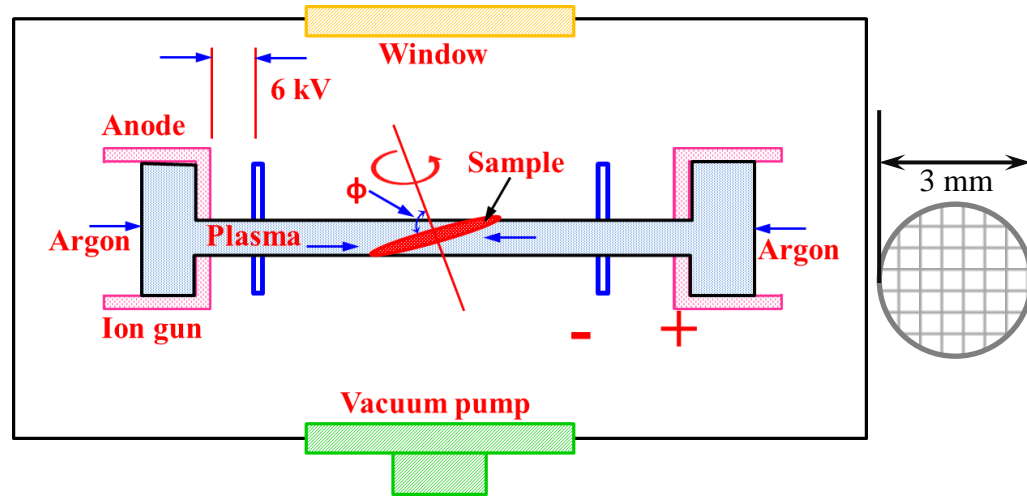 Window
6 kV
Anode
Sample
ϕ
3 mm
Argon
Plasma
Argon
Ion gun
- +
Vacuum pump